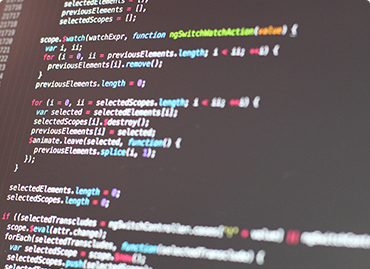 selectedElements = [],
previousElements = [],
selectedScopes = [];
scope.$watch(watchExpr, function ngSwitchWatchAction(value) {
var i, ii;
for (i = 0, ii = previousElements.length; i < ii; ++i) {
previousElements[i].remove();
}
previousElements.length = 0;
for (i = 0, ii = selectedScopes.length; i < ii; ++i) {
var selected = selectedElements[i];
selectedScopes[i].$destroy();
previousElements[i] = selected;
$animate.leave(selected, function() {
previousElements.splice(i, 1);
});
}
selectedElements.length = 0;
selectedScopes.length = 0;
if ((selectedTranscludes = ngSwitchController.cases['!' + value] || ngSwitchController
scope.$eval(attr.change);
forEach(selectedTranscludes, function(selectedTransclude) {
var selectedScope = scope.$new();
selectedScopes.push(selectedScope);